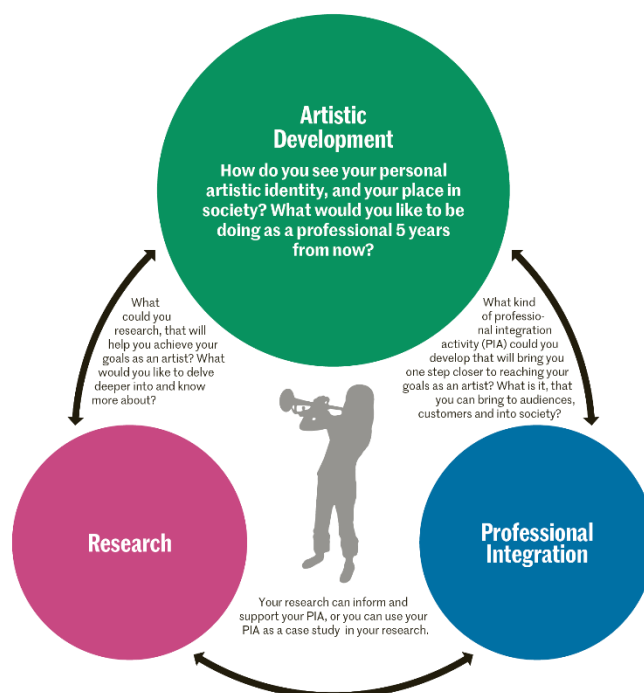 Artistic
Development
How do you see your personal
artistic identity, and your place in
society? What would you like to be
doing as a professional 5 years
from now?
What
could you
research, that will
help you achieve your
goals as an artist? What
would you like to delve
deeper into and know
more about?
What kind
of professio-
nal integration
activity (PIA) could you
develop that will bring you
one step closer to reaching your
goals as an artist? What is it, that
you can bring to audiences,
customers and into society?
Research
Professional
Integration
Your research can inform and
support your PIA, or you can use your
PIA as a case study in your research.